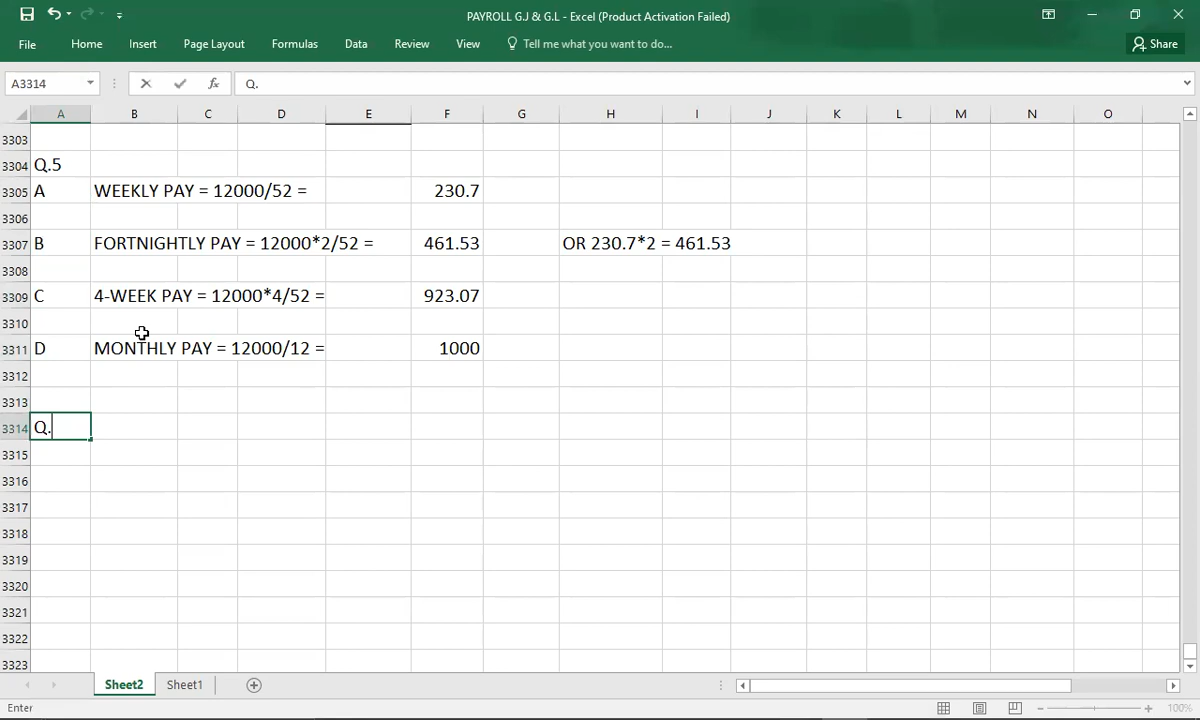 PAYROLL G.J & G.L - Excel (Product Activation Failed)
File Home Insert Page Layout Formulas Data Review View Tell me what you want to do... Share
A3314 fx Q.
A B C D E F G H I J K L M N O
3303
3304 Q.5
3305 A WEEKLY PAY = 12000/52 = 230.7
3306
3307 B FORTNIGHTLY PAY = 12000*2/52 = 461.53 OR 230.7*2 = 461.53
3308
3309 C 4-WEEK PAY = 12000*4/52 = 923.07
3310
3311 D MONTHLY PAY = 12000/12 = 1000
3312
3313
3314 Q.
3315
3316
3317
3318
3319
3320
3321
3322
3323
Sheet2 Sheet1
Enter 100%